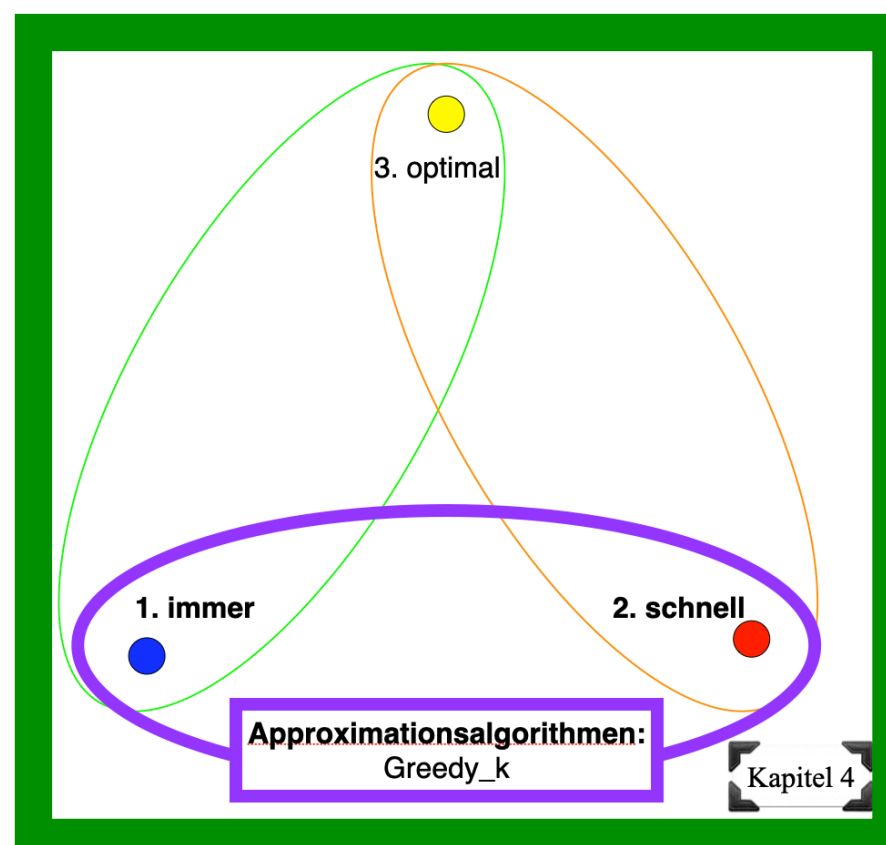 3. optimal
1. immer
2. schnell
Approximationsalgorithmen:
Greedy_k
Kapitel 4